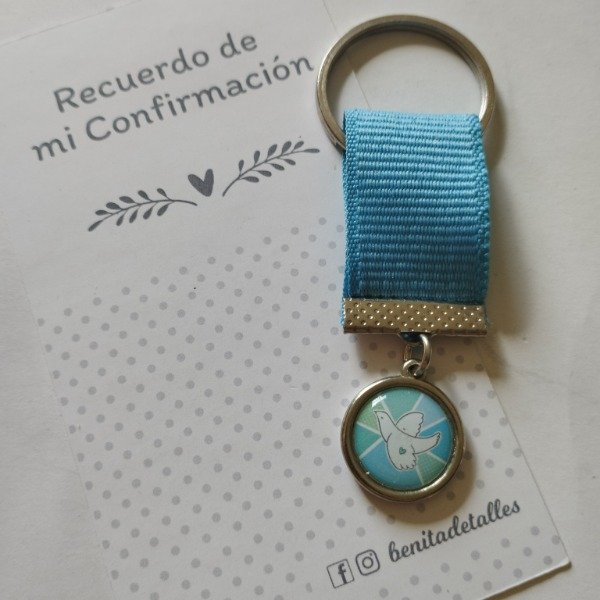 Recuerdo de
mi Confirmación
benitadetalles